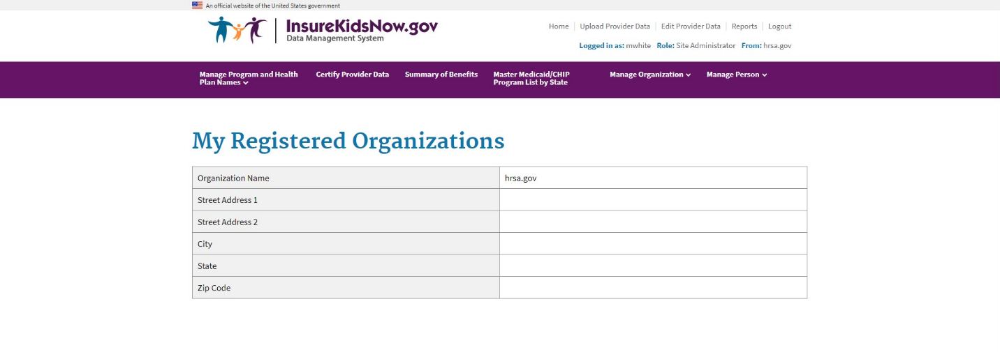 An official website of the United States government
InsureKidsNow.gov
Data Management System
Home | Upload Provider Data | Edit Provider Data | Reports | Logout
Logged in as: mwhite Role: Site Administrator From: hrsa.gov
Manage Program and Health
Plan Names
Certify Provider Data
Summary of Benefits
Master Medicaid/CHIP
Program List by State
Manage Organization
Manage Person
My Registered Organizations
Organization Name hrsa.gov
Street Address 1
Street Address 2
City
State
Zip Code